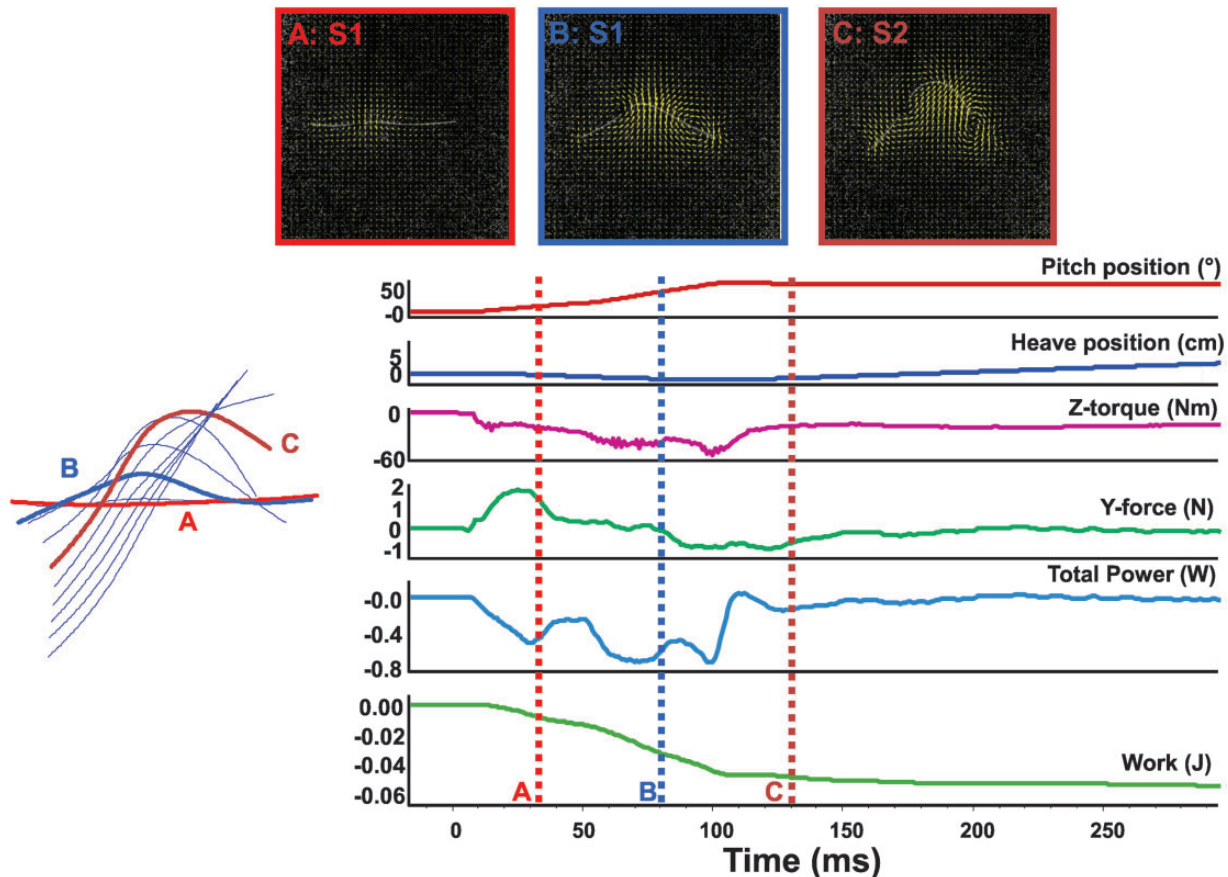 A: S1
B: S1
C: S2
Pitch position (°)
50
-0
Heave position (cm)
5
0
Z-torque (Nm)
0
-60
Y-force (N)
2
1
0
-1
Total Power (W)
-0.0
-0.4
-0.8
Work (J)
0.00
-0.02
-0.04
-0.06
A
B
C
A
B
C
0 50 100 150 200 250
Time (ms)